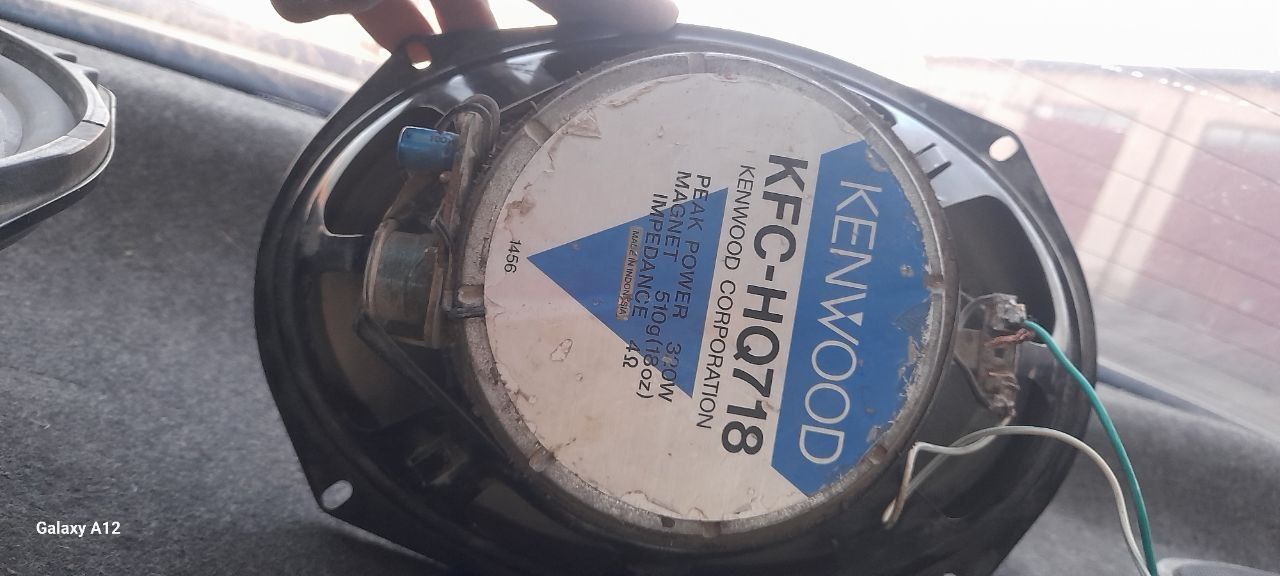 KENWOOD
KFC-HQ718
KENWOOD CORPORATION
PEAK POWER 320W
MAGNET 510g(18oz)
IMPEDANCE 4Ω
MADE IN INDONESIA
1456
Galaxy A12